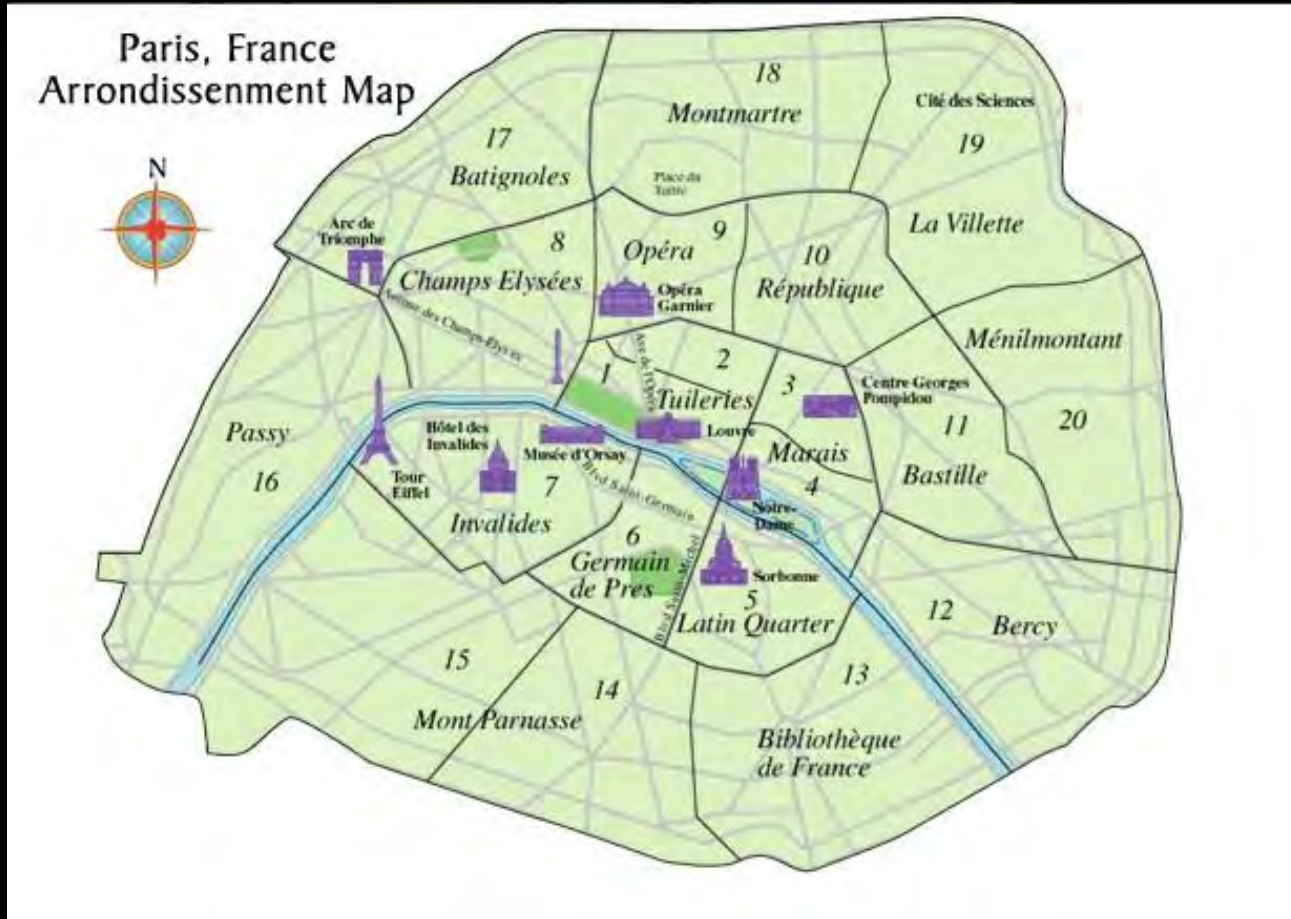 Paris, France
Arrondissenment Map
N
18
Montmartre
Cité des Sciences
19
17
Batignoles
Place du
Tertre
La Villette
Arc de
Triomphe
8
Champs Elysées
9
Opéra
Opéra
Garnier
10
République
Avenue des Champs-Elysées
Ave de l'Opéra
Ménilmontant
20
1
2
Tuileries
3
Centre Georges
Pompidou
11
Bastille
Passy
16
Hôtel des
Invalides
Musée d'Orsay
Louvre
Marais
4
Tour
Eiffel
7
Invalides
Blvd Saint-Germain
Notre-
Dame
6
Germain
de Pres
Blvd Saint-Michel
Sorbonne
5
Latin Quarter
12
Bercy
15
14
Mont Parnasse
13
Bibliothèque
de France